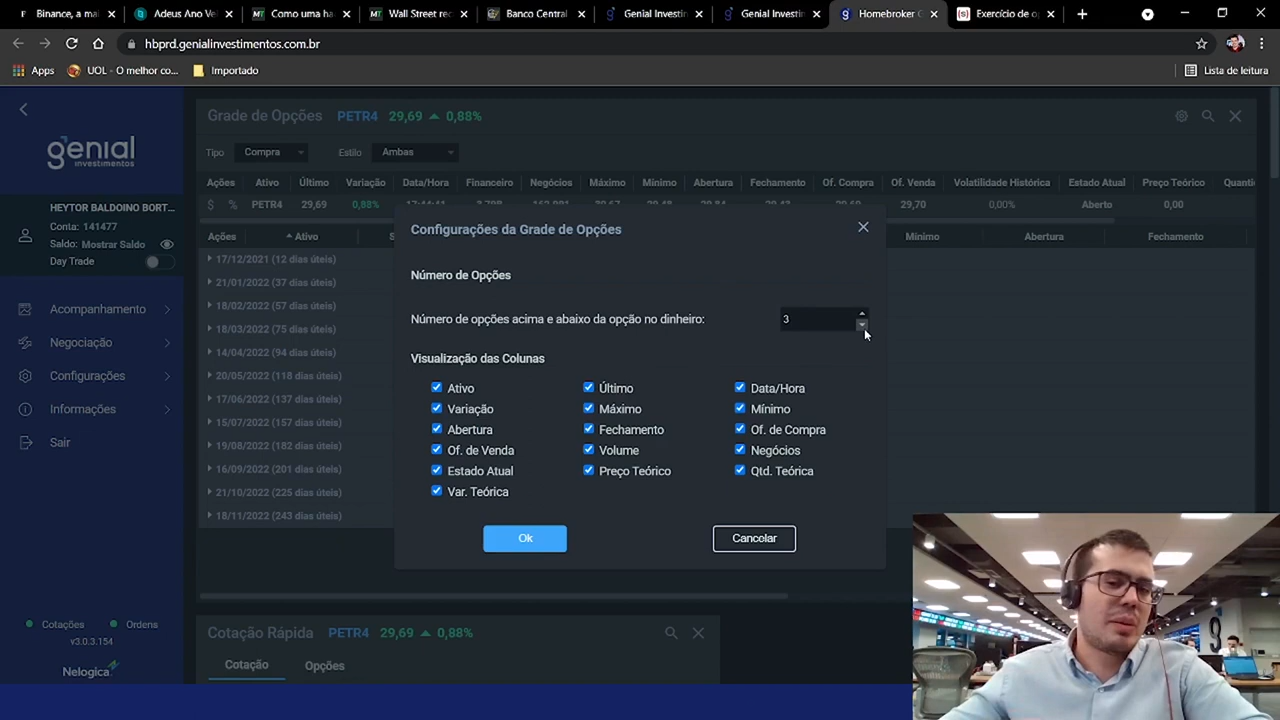 Binance, a mai
Adeus Ano Ve
Como uma ha
Wall Street rec
Banco Central
Genial Investin
Genial Investin
Homebroker G
Exercício de o
hbprd.genialinvestimentos.com.br
Apps
UOL - O melhor co...
Importado
Lista de leitura
genial
investimentos
HEYTOR BALDOINO BORT...
Conta: 141477
Saldo: Mostrar Saldo
Day Trade
Acompanhamento
Negociação
Configurações
Informações
Sair
Cotações
Ordens
v3.0.3.154
Nelogica
Grade de Opções PETR4 29,69 0,88%
Tipo Compra Estilo Ambas
Ações Ativo Último Variação Data/Hora Financeiro Negócios Máximo Mínimo Abertura Fechamento Of. Compra Of. Venda Volatilidade Histórica Estado Atual Preço Teórico Quanti
$ % PETR4 29,69 0,88% 29,70 0,00% Aberto 0,00
Ações Ativo Mínimo Abertura Fechamento
17/12/2021 (12 dias úteis)
21/01/2022 (37 dias úteis)
18/02/2022 (57 dias úteis)
18/03/2022 (75 dias úteis)
14/04/2022 (94 dias úteis)
20/05/2022 (118 dias úteis)
17/06/2022 (137 dias úteis)
15/07/2022 (157 dias úteis)
19/08/2022 (182 dias úteis)
16/09/2022 (201 dias úteis)
21/10/2022 (225 dias úteis)
18/11/2022 (243 dias úteis)
Configurações da Grade de Opções
Número de Opções
Número de opções acima e abaixo da opção no dinheiro: 3
Visualização das Colunas
Ativo Último Data/Hora
Variação Máximo Mínimo
Abertura Fechamento Of. de Compra
Of. de Venda Volume Negócios
Estado Atual Preço Teórico Qtd. Teórica
Var. Teórica
Ok Cancelar
Cotação Rápida PETR4 29,69 0,88%
Cotação Opções